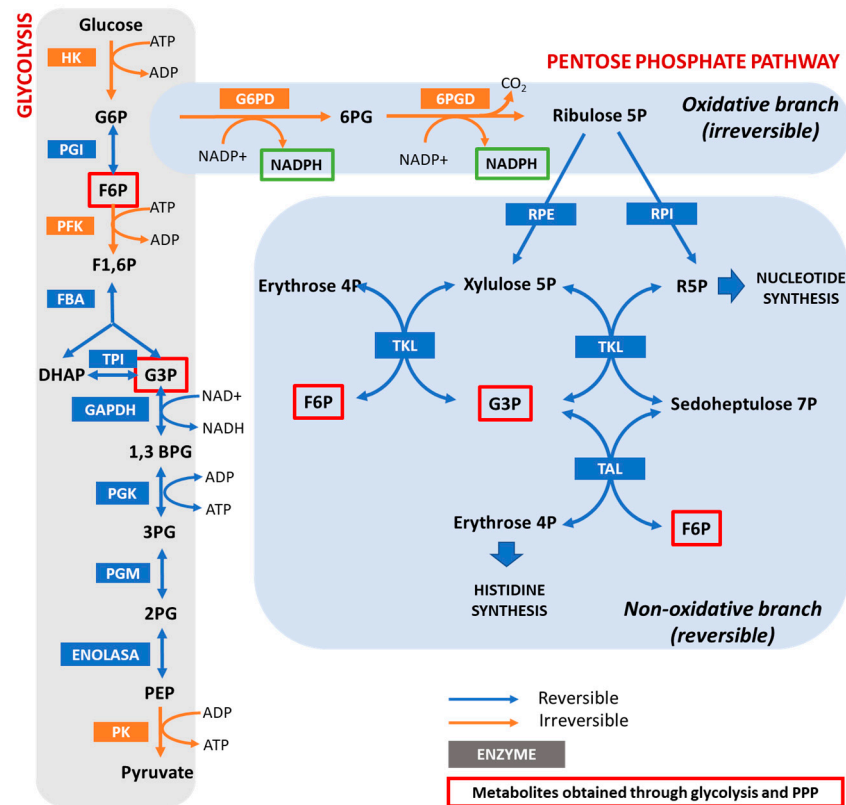 GLYCOLYSIS
Glucose
HK
ATP
ADP
G6P
PGI
F6P
PFK
ATP
ADP
F1,6P
FBA
TPI
DHAP
G3P
GAPDH
NAD+
NADH
1,3 BPG
PGK
ADP
ATP
3PG
PGM
2PG
ENOLASA
PEP
PK
ADP
ATP
Pyruvate
PENTOSE PHOSPHATE PATHWAY
G6PD
NADP+
NADPH
6PG
6PGD
CO2
NADP+
NADPH
Ribulose 5P
Oxidative branch
(irreversible)
RPE
RPI
Erythrose 4P
Xylulose 5P
R5P
NUCLEOTIDE
SYNTHESIS
TKL
TKL
F6P
G3P
Sedoheptulose 7P
TAL
Erythrose 4P
F6P
HISTIDINE
SYNTHESIS
Non-oxidative branch
(reversible)
Reversible
Irreversible
ENZYME
Metabolites obtained through glycolysis and PPP